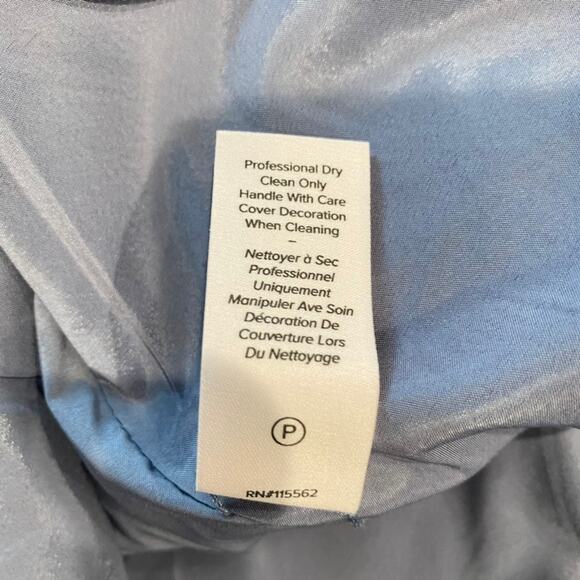 Professional Dry
Clean Only
Handle With Care
Cover Decoration
When Cleaning
–
Nettoyer à Sec
Professionnel
Uniquement
Manipuler Ave Soin
Décoration De
Couverture Lors
Du Nettoyage
P
RN#115562